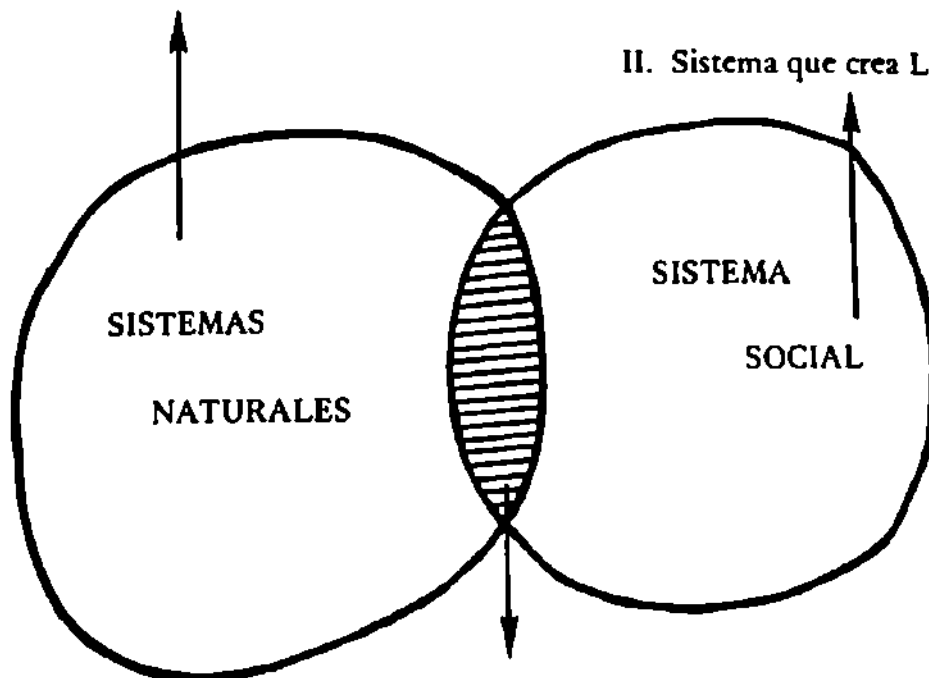 II. Sistema que crea L
SISTEMAS
NATURALES
SISTEMA
SOCIAL